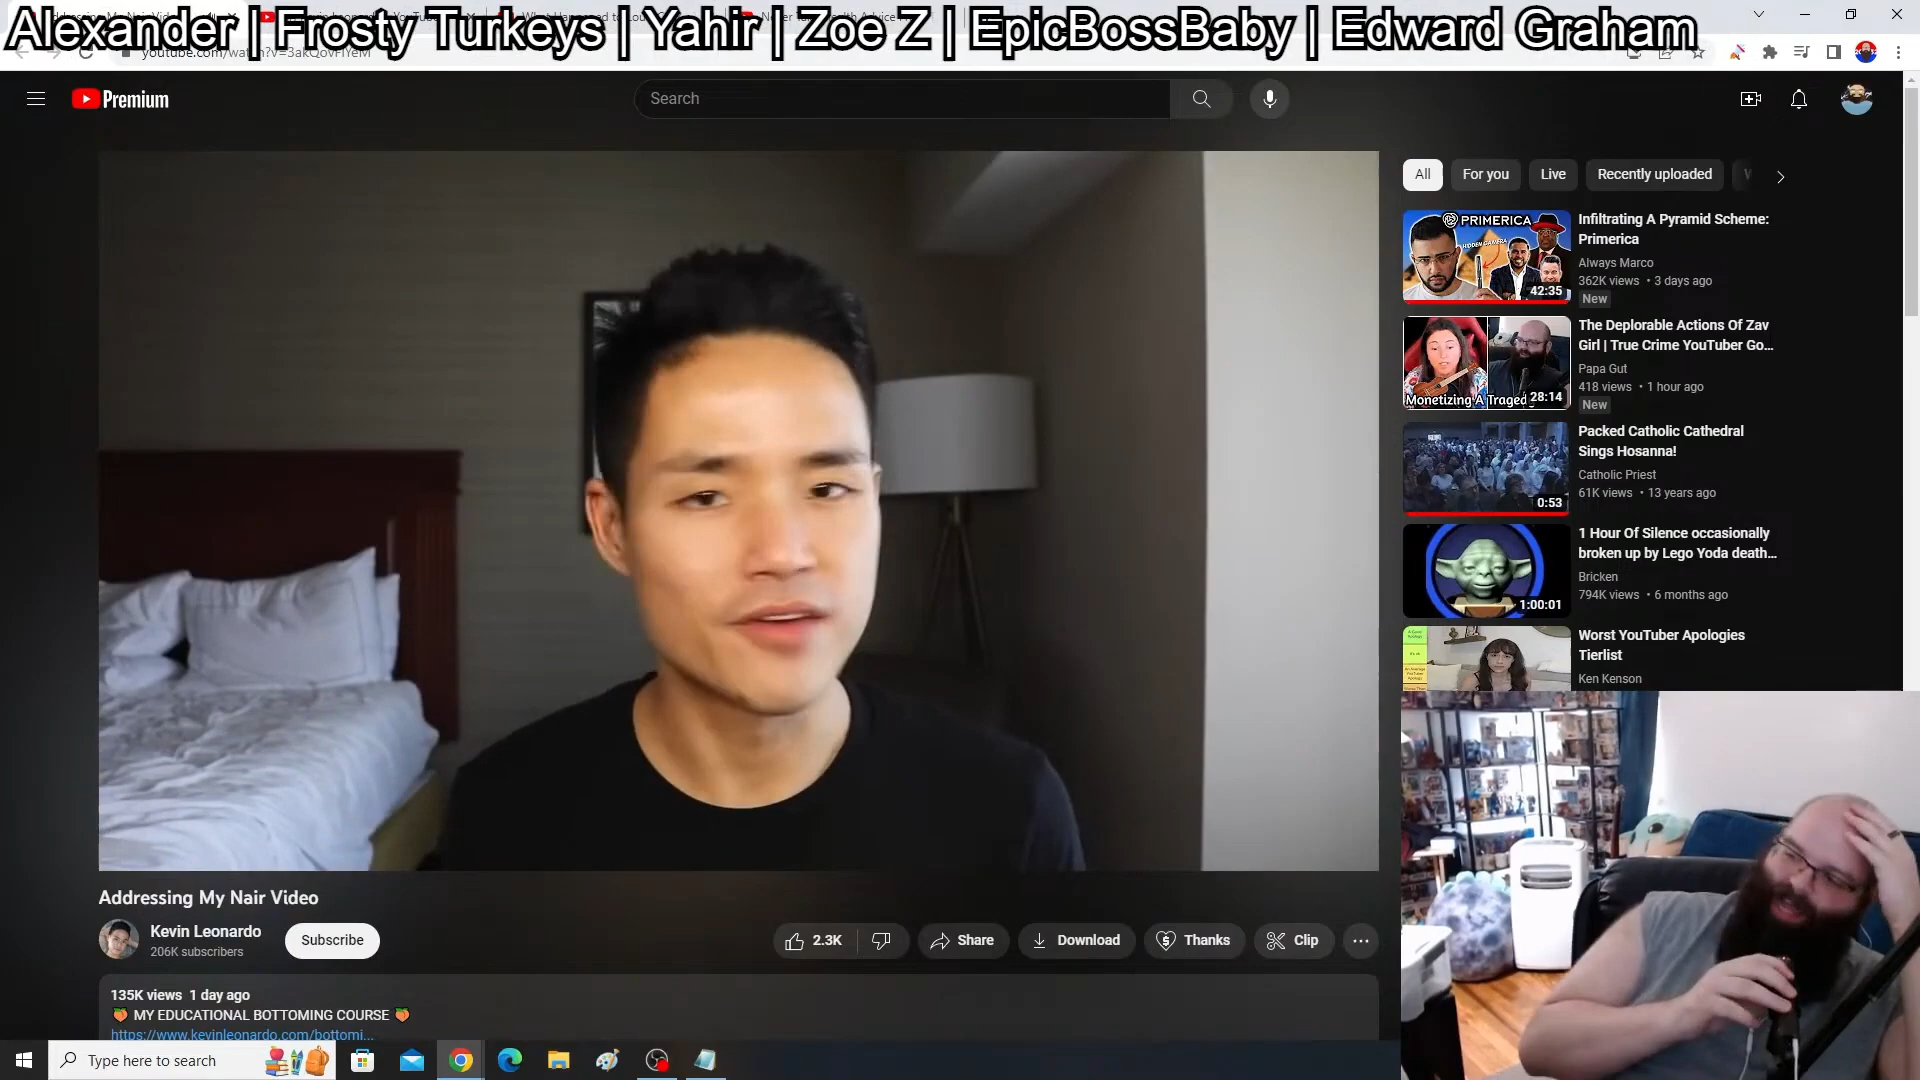 Alexander | Frosty Turkeys | Yahir | Zoe Z | EpicBossBaby | Edward Graham
youtube.com/watch?v=3akQovFIYeM
Premium
Search
All
For you
Live
Recently uploaded
PRIMERICA
HIDDEN CAMERA
42:35
Infiltrating A Pyramid Scheme:
Primerica
Always Marco
362K views • 3 days ago
New
Monetizing A Traged
28:14
The Deplorable Actions Of Zav
Girl | True Crime YouTuber Go...
Papa Gut
418 views • 1 hour ago
New
0:53
Packed Catholic Cathedral
Sings Hosanna!
Catholic Priest
61K views • 13 years ago
1:00:01
1 Hour Of Silence occasionally
broken up by Lego Yoda death...
Bricken
794K views • 6 months ago
Worst YouTuber Apologies
Tierlist
Ken Kenson
Addressing My Nair Video
Kevin Leonardo
206K subscribers
Subscribe
2.3K
Share
Download
Thanks
Clip
135K views 1 day ago
🍑 MY EDUCATIONAL BOTTOMING COURSE 🍑
https://www.kevinleonardo.com/bottomi...
Type here to search